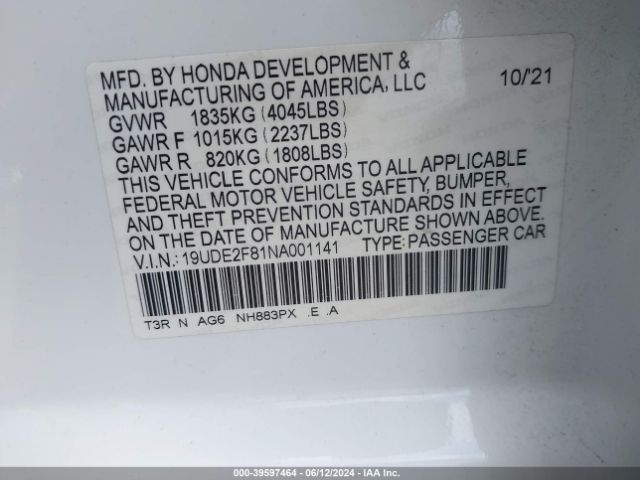 MFD. BY HONDA DEVELOPMENT &
MANUFACTURING OF AMERICA, LLC 10/'21
GVWR 1835KG (4045LBS)
GAWR F 1015KG (2237LBS)
GAWR R 820KG (1808LBS)
THIS VEHICLE CONFORMS TO ALL APPLICABLE
FEDERAL MOTOR VEHICLE SAFETY, BUMPER,
AND THEFT PREVENTION STANDARDS IN EFFECT
ON THE DATE OF MANUFACTURE SHOWN ABOVE.
V.I.N.: 19UDE2F81NA001141 TYPE: PASSENGER CAR
T3R N AG6 NH883PX .E .A
000-39597464 - 06/12/2024 - IAA Inc.